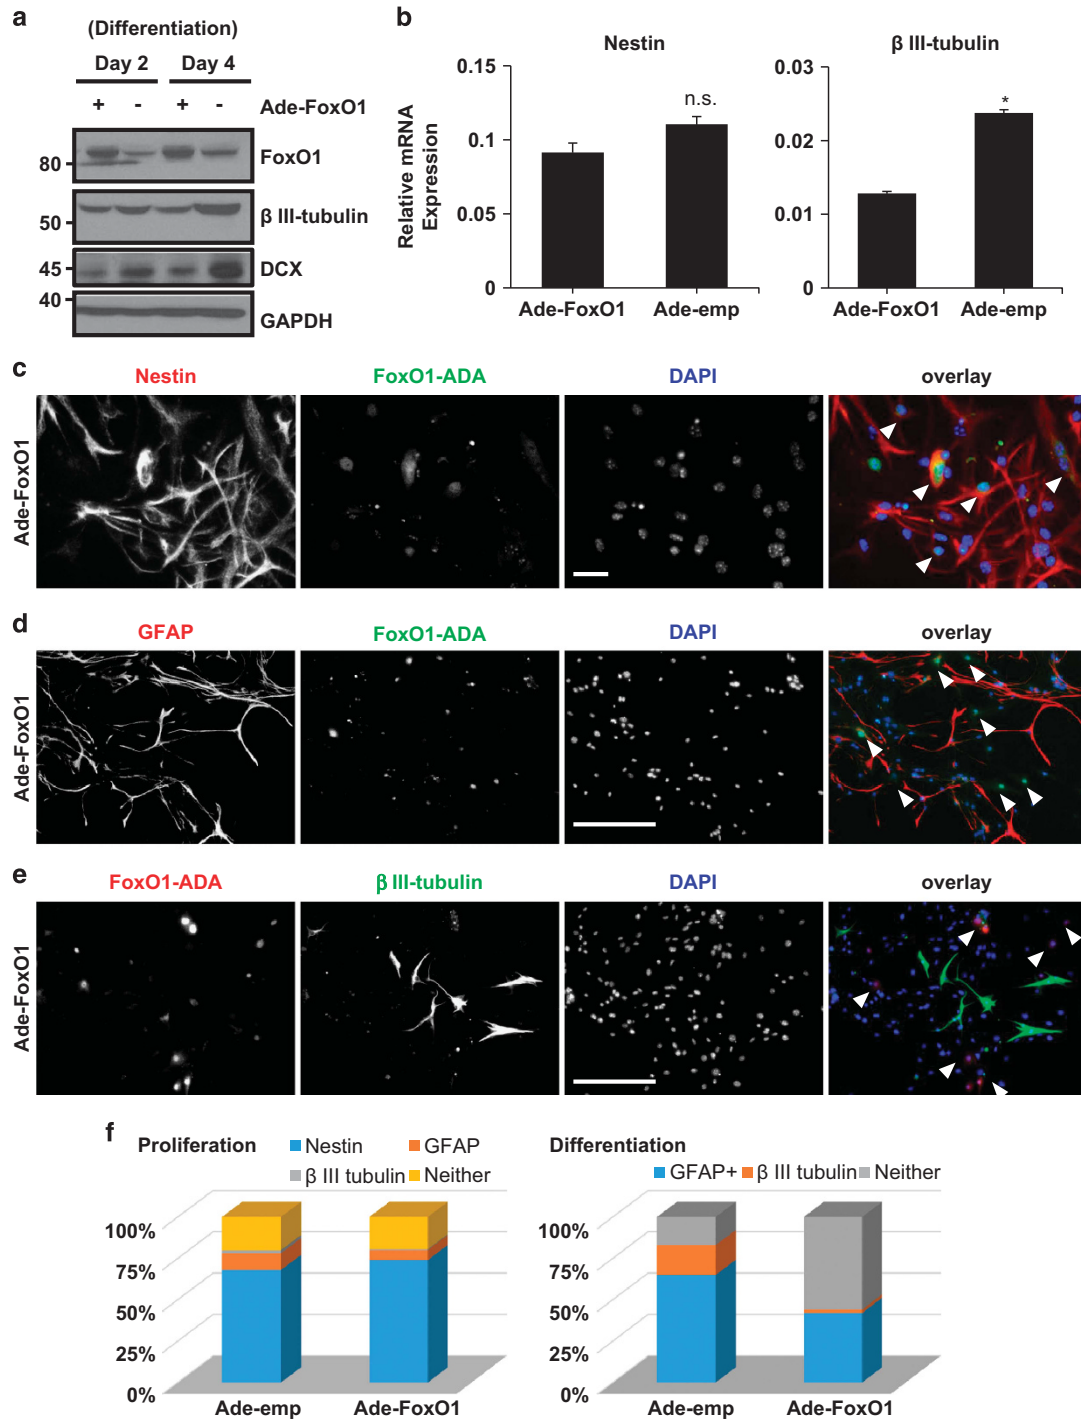 a
(Differentiation)
Day 2 Day 4
+ - + - Ade-FoxO1
80 FoxO1
50 β III-tubulin
45 DCX
40
GAPDH
b
Nestin
Relative mRNA Expression
0.15
0.1
0.05
0
n.s.
Ade-FoxO1 Ade-emp
β III-tubulin
0.03
0.02
0.01
0
*
Ade-FoxO1 Ade-emp
c
Nestin FoxO1-ADA DAPI overlay
Ade-FoxO1
d
GFAP FoxO1-ADA DAPI overlay
Ade-FoxO1
e
FoxO1-ADA β III-tubulin DAPI overlay
Ade-FoxO1
f
Proliferation
Nestin GFAP
β III tubulin Neither
100%
75%
50%
25%
0%
Ade-emp Ade-FoxO1
Differentiation
GFAP+ β III tubulin Neither
100%
75%
50%
25%
0%
Ade-emp Ade-FoxO1